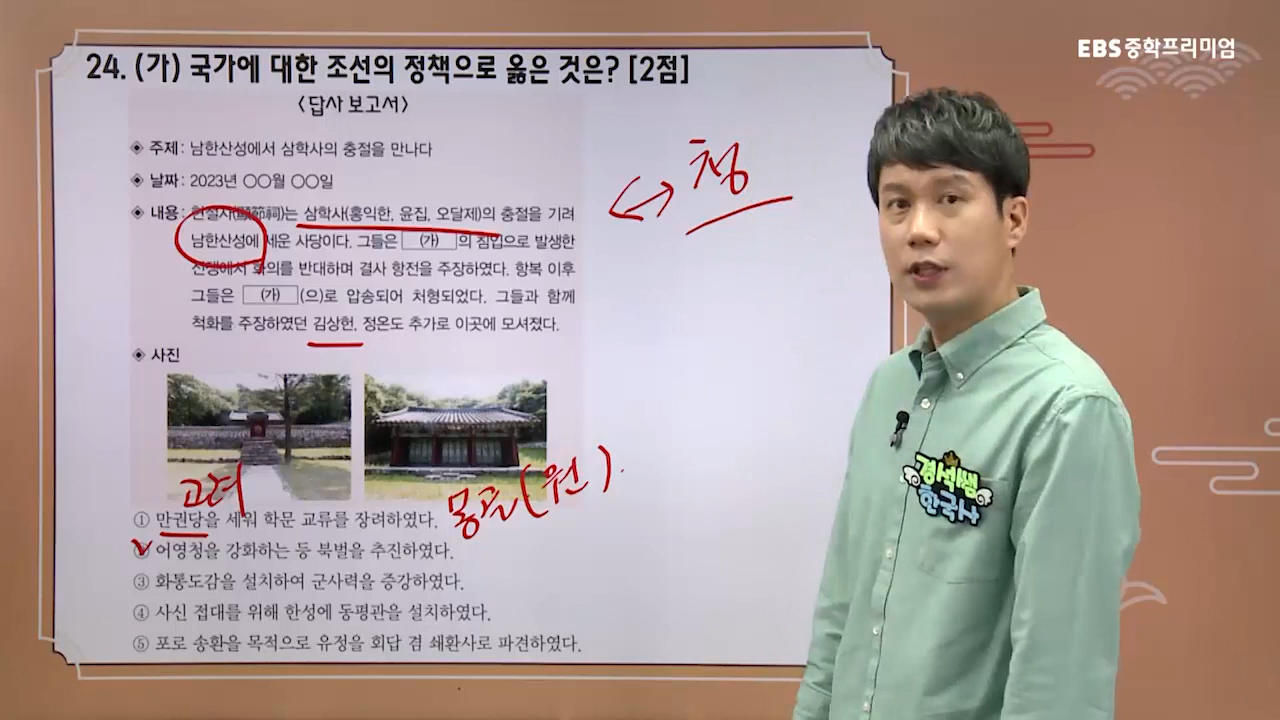 EBS 중학프리미엄
24. (가) 국가에 대한 조선의 정책으로 옳은 것은? [2점]
<답사 보고서>
◈ 주제: 남한산성에서 삼학사의 충절을 만나다
◈ 날짜: 2023년 ○○월 ○○일
◈ 내용: 현절사(顯節祠)는 삼학사(홍익한, 윤집, 오달제)의 충절을 기려
남한산성에 세운 사당이다. 그들은 (가) 의 침입으로 발생한
전쟁에서 화의를 반대하며 결사 항전을 주장하였다. 항복 이후
그들은 (가) (으)로 압송되어 처형되었다. 그들과 함께
척화를 주장하였던 김상헌, 정온도 추가로 이곳에 모셔졌다.
청
◈ 사진
고려
몽골(원)
① 만권당을 세워 학문 교류를 장려하였다.
② 어영청을 강화하는 등 북벌을 추진하였다.
③ 화통도감을 설치하여 군사력을 증강하였다.
④ 사신 접대를 위해 한성에 동평관을 설치하였다.
⑤ 포로 송환을 목적으로 유정을 회답 겸 쇄환사로 파견하였다.
경석쌤
한국사